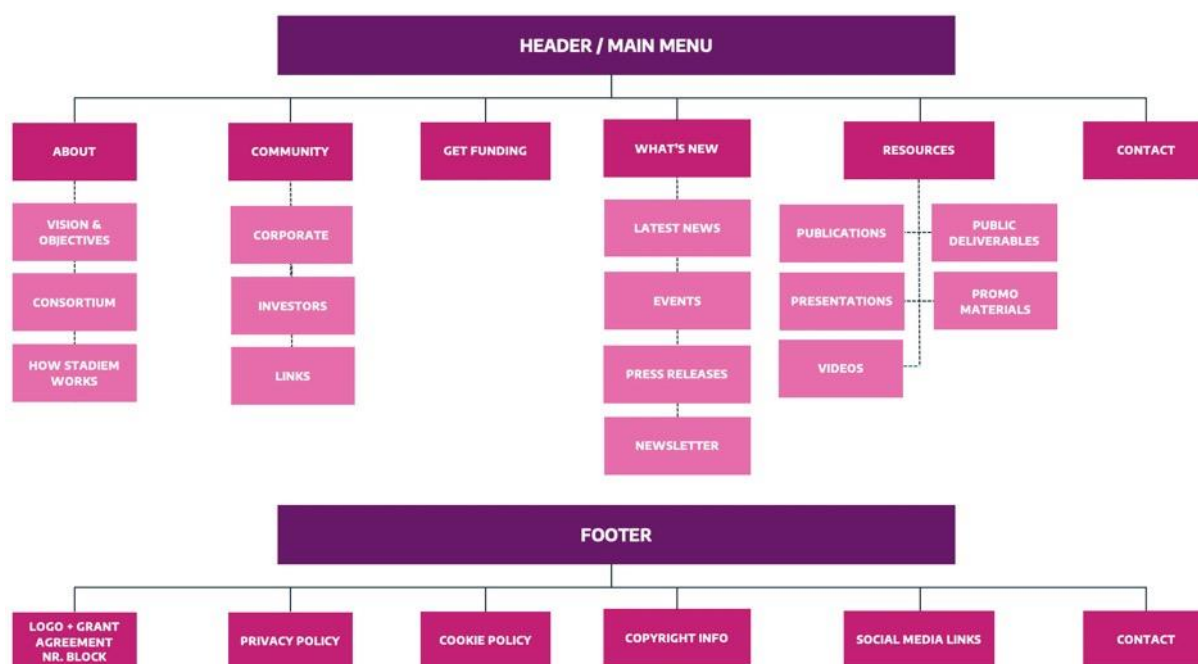 HEADER / MAIN MENU
ABOUT
COMMUNITY
GET FUNDING
WHAT'S NEW
RESOURCES
CONTACT
VISION &
OBJECTIVES
CONSORTIUM
HOW STADIEM
WORKS
CORPORATE
INVESTORS
LINKS
LATEST NEWS
EVENTS
PRESS RELEASES
NEWSLETTER
PUBLICATIONS
PUBLIC
DELIVERABLES
PRESENTATIONS
PROMO
MATERIALS
VIDEOS
FOOTER
LOGO + GRANT
AGREEMENT
NR. BLOCK
PRIVACY POLICY
COOKIE POLICY
COPYRIGHT INFO
SOCIAL MEDIA LINKS
CONTACT